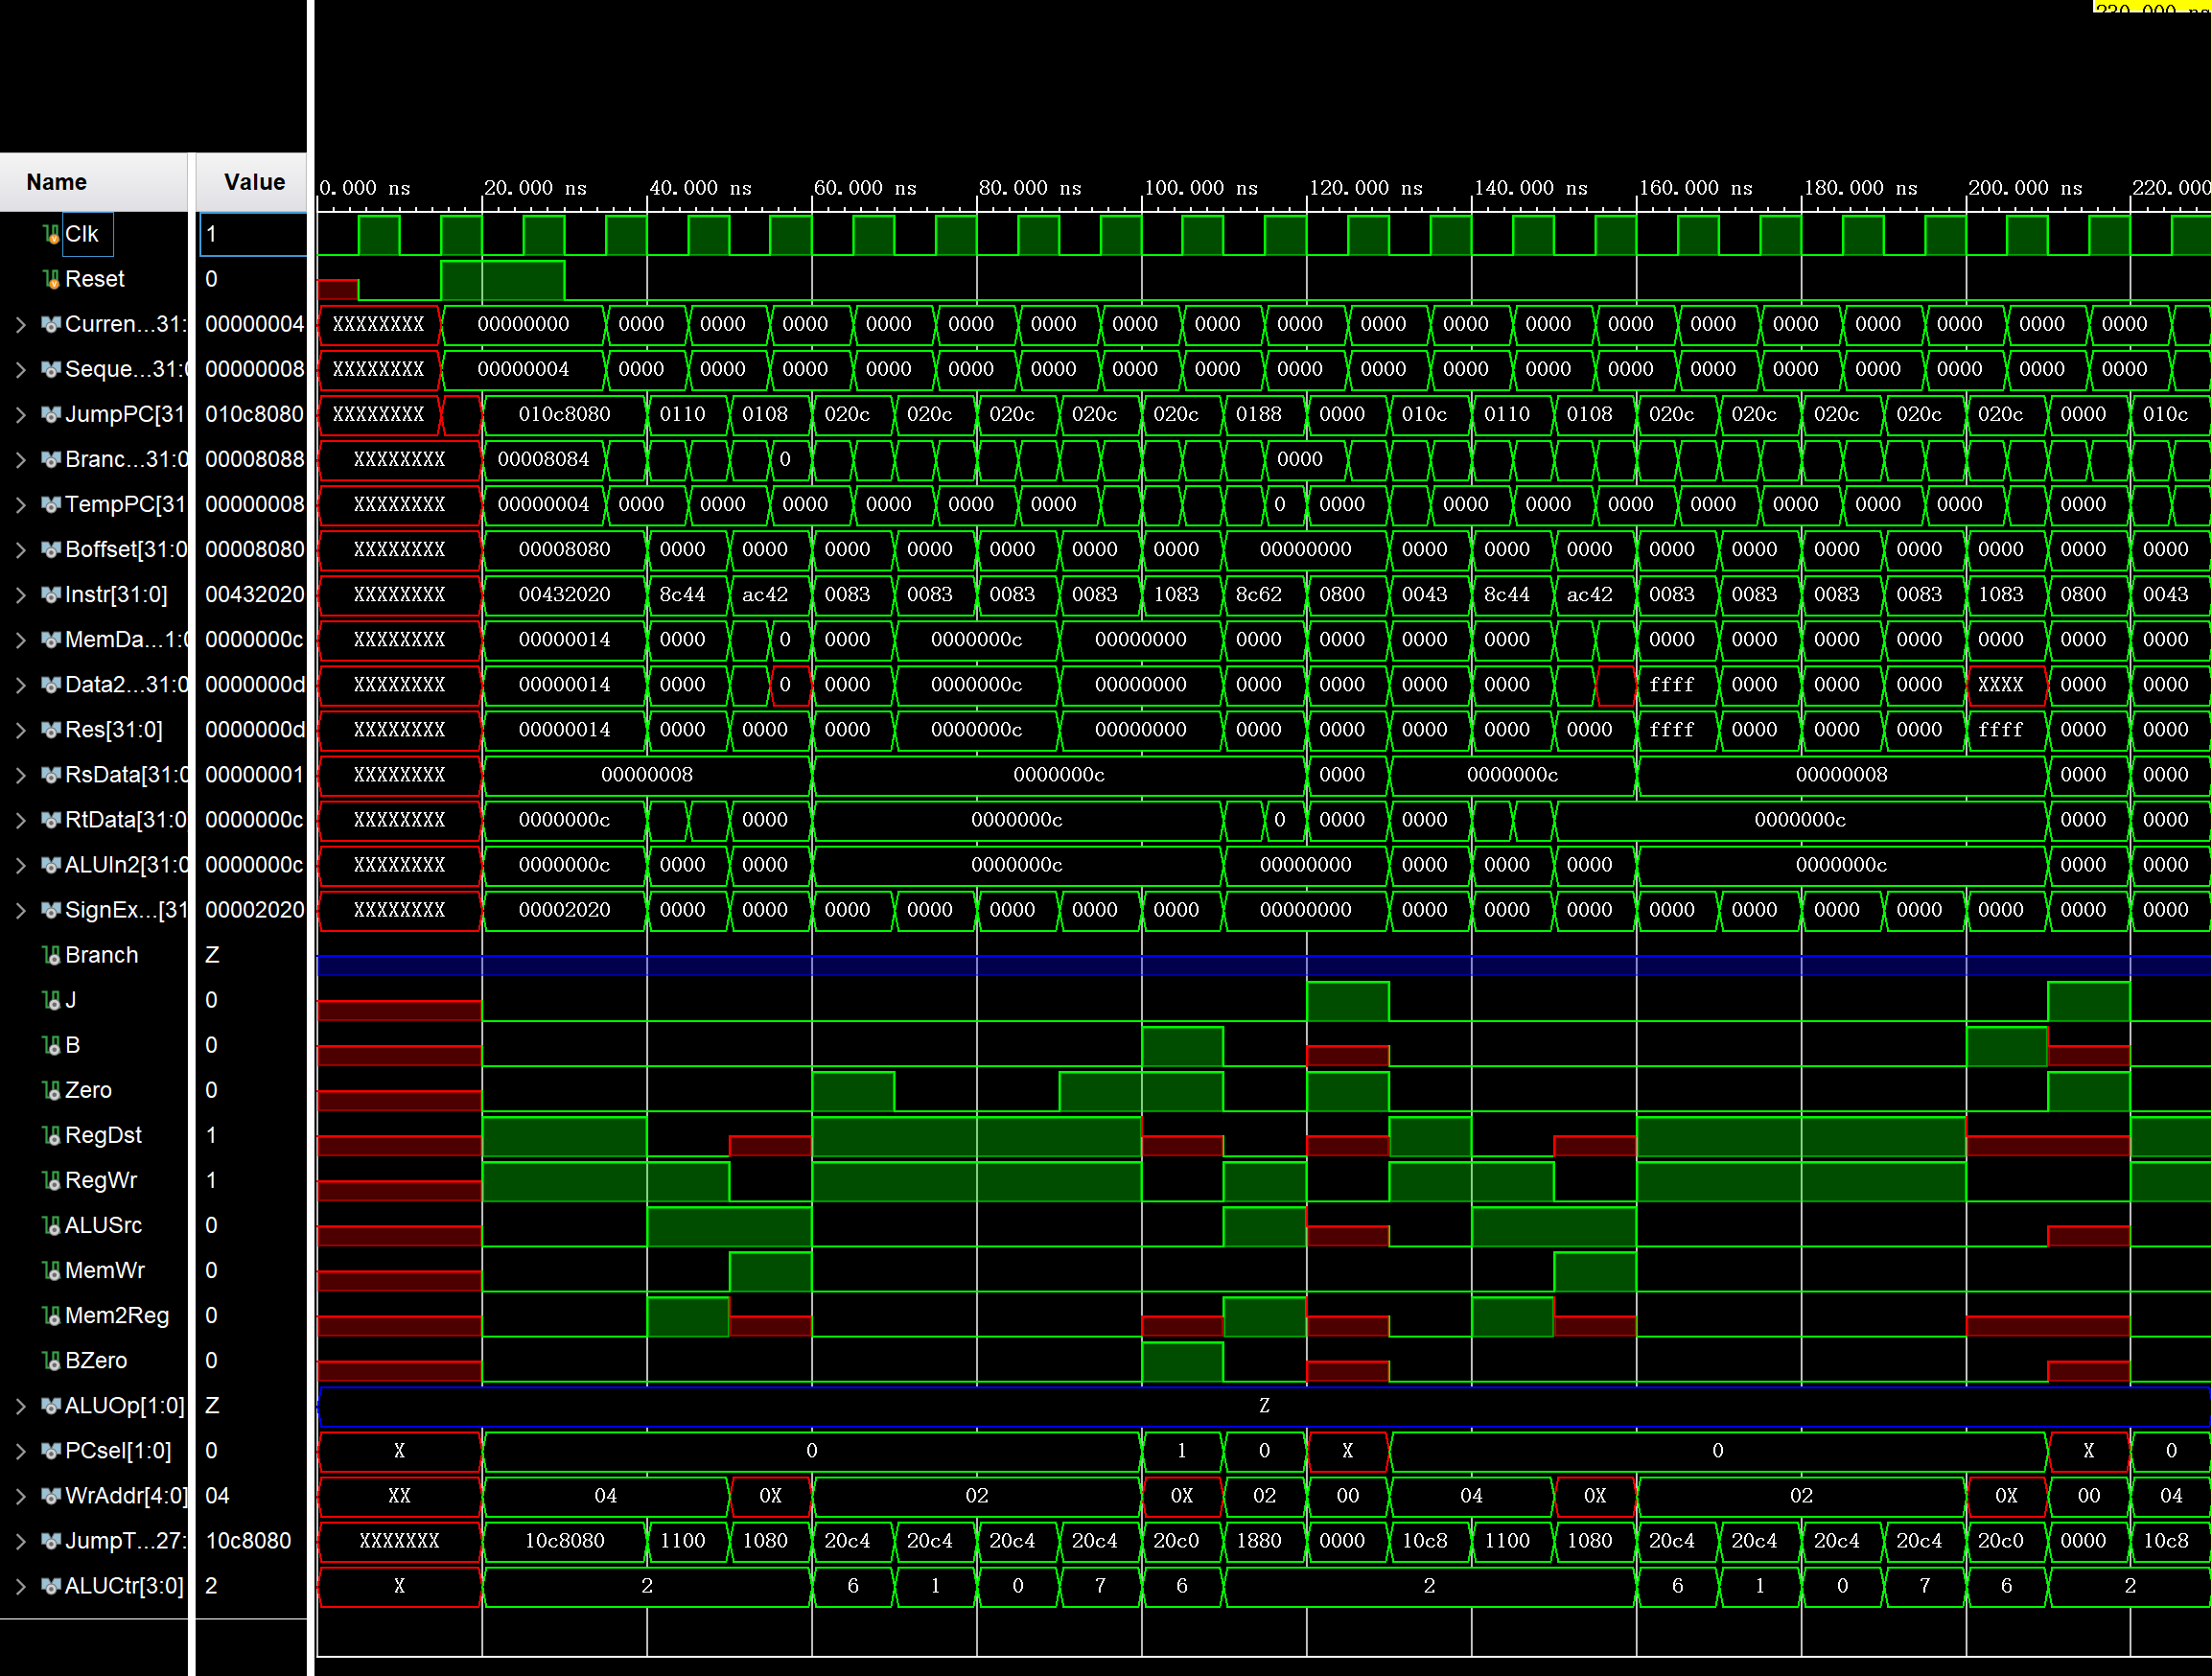 230.000 ns
Name Value 0.000 ns 20.000 ns 40.000 ns 60.000 ns 80.000 ns 100.000 ns 120.000 ns 140.000 ns 160.000 ns 180.000 ns 200.000 ns 220.000
Clk 1
Reset 0
Curren...31: 00000004 XXXXXXXX 00000000 0000 0000 0000 0000 0000 0000 0000 0000 0000 0000 0000 0000 0000 0000 0000 0000 0000 0000 0000
Seque...31:0 00000008 XXXXXXXX 00000004 0000 0000 0000 0000 0000 0000 0000 0000 0000 0000 0000 0000 0000 0000 0000 0000 0000 0000 0000
JumpPC[31 010c8080 XXXXXXXX 010c8080 0110 0108 020c 020c 020c 020c 020c 0188 0000 010c 0110 0108 020c 020c 020c 020c 020c 0000 010c
Branc...31:0 00008088 XXXXXXXX 00008084 0 0000
TempPC[31 00000008 XXXXXXXX 00000004 0000 0000 0000 0000 0000 0000 0 0000 0000 0000 0000 0000 0000 0000 0000 0000
Boffset[31:0 00008080 XXXXXXXX 00008080 0000 0000 0000 0000 0000 0000 0000 00000000 0000 0000 0000 0000 0000 0000 0000 0000 0000 0000
Instr[31:0] 00432020 XXXXXXXX 00432020 8c44 ac42 0083 0083 0083 0083 1083 8c62 0800 0043 8c44 ac42 0083 0083 0083 0083 1083 0800 0043
MemDa...1:0 0000000c XXXXXXXX 00000014 0000 0 0000 0000000c 00000000 0000 0000 0000 0000 0000 0000 0000 0000 0000 0000 0000
Data2...31:0 0000000d XXXXXXXX 00000014 0000 0 0000 0000000c 00000000 0000 0000 0000 0000 ffff 0000 0000 0000 XXXX 0000 0000
Res[31:0] 0000000d XXXXXXXX 00000014 0000 0000 0000 0000000c 00000000 0000 0000 0000 0000 0000 ffff 0000 0000 0000 ffff 0000 0000
RsData[31:0 00000001 XXXXXXXX 00000008 0000000c 0000 0000000c 00000008 0000 0000
RtData[31:0 0000000c XXXXXXXX 0000000c 0000 0000000c 0 0000 0000 0000000c 0000 0000
ALUIn2[31:0 0000000c XXXXXXXX 0000000c 0000 0000 0000000c 00000000 0000 0000 0000 0000000c 0000 0000
SignEx...[31 00002020 XXXXXXXX 00002020 0000 0000 0000 0000 0000 0000 0000 00000000 0000 0000 0000 0000 0000 0000 0000 0000 0000 0000
Branch Z
J 0
B 0
Zero 0
RegDst 1
RegWr 1
ALUSrc 0
MemWr 0
Mem2Reg 0
BZero 0
ALUOp[1:0] Z Z
PCsel[1:0] 0 X 0 1 0 X 0 X 0
WrAddr[4:0] 04 XX 04 0X 02 0X 02 00 04 0X 02 0X 00 04
JumpT...27: 10c8080 XXXXXXX 10c8080 1100 1080 20c4 20c4 20c4 20c4 20c0 1880 0000 10c8 1100 1080 20c4 20c4 20c4 20c4 20c0 0000 10c8
ALUCtr[3:0] 2 X 2 6 1 0 7 6 2 6 1 0 7 6 2